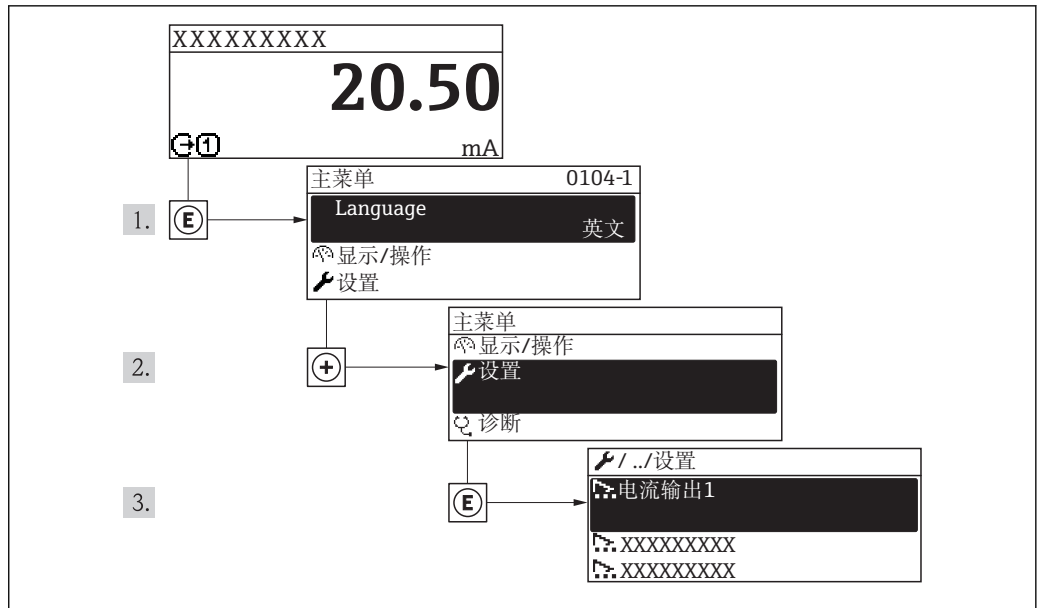 XXXXXXXXX
20.50
①
mA
主菜单 0104-1
1.
E
Language
英文
显示/操作
设置
主菜单
显示/操作
2.
+
设置
诊断
/ ../设置
3.
E
电流输出1
XXXXXXXXX
XXXXXXXXX